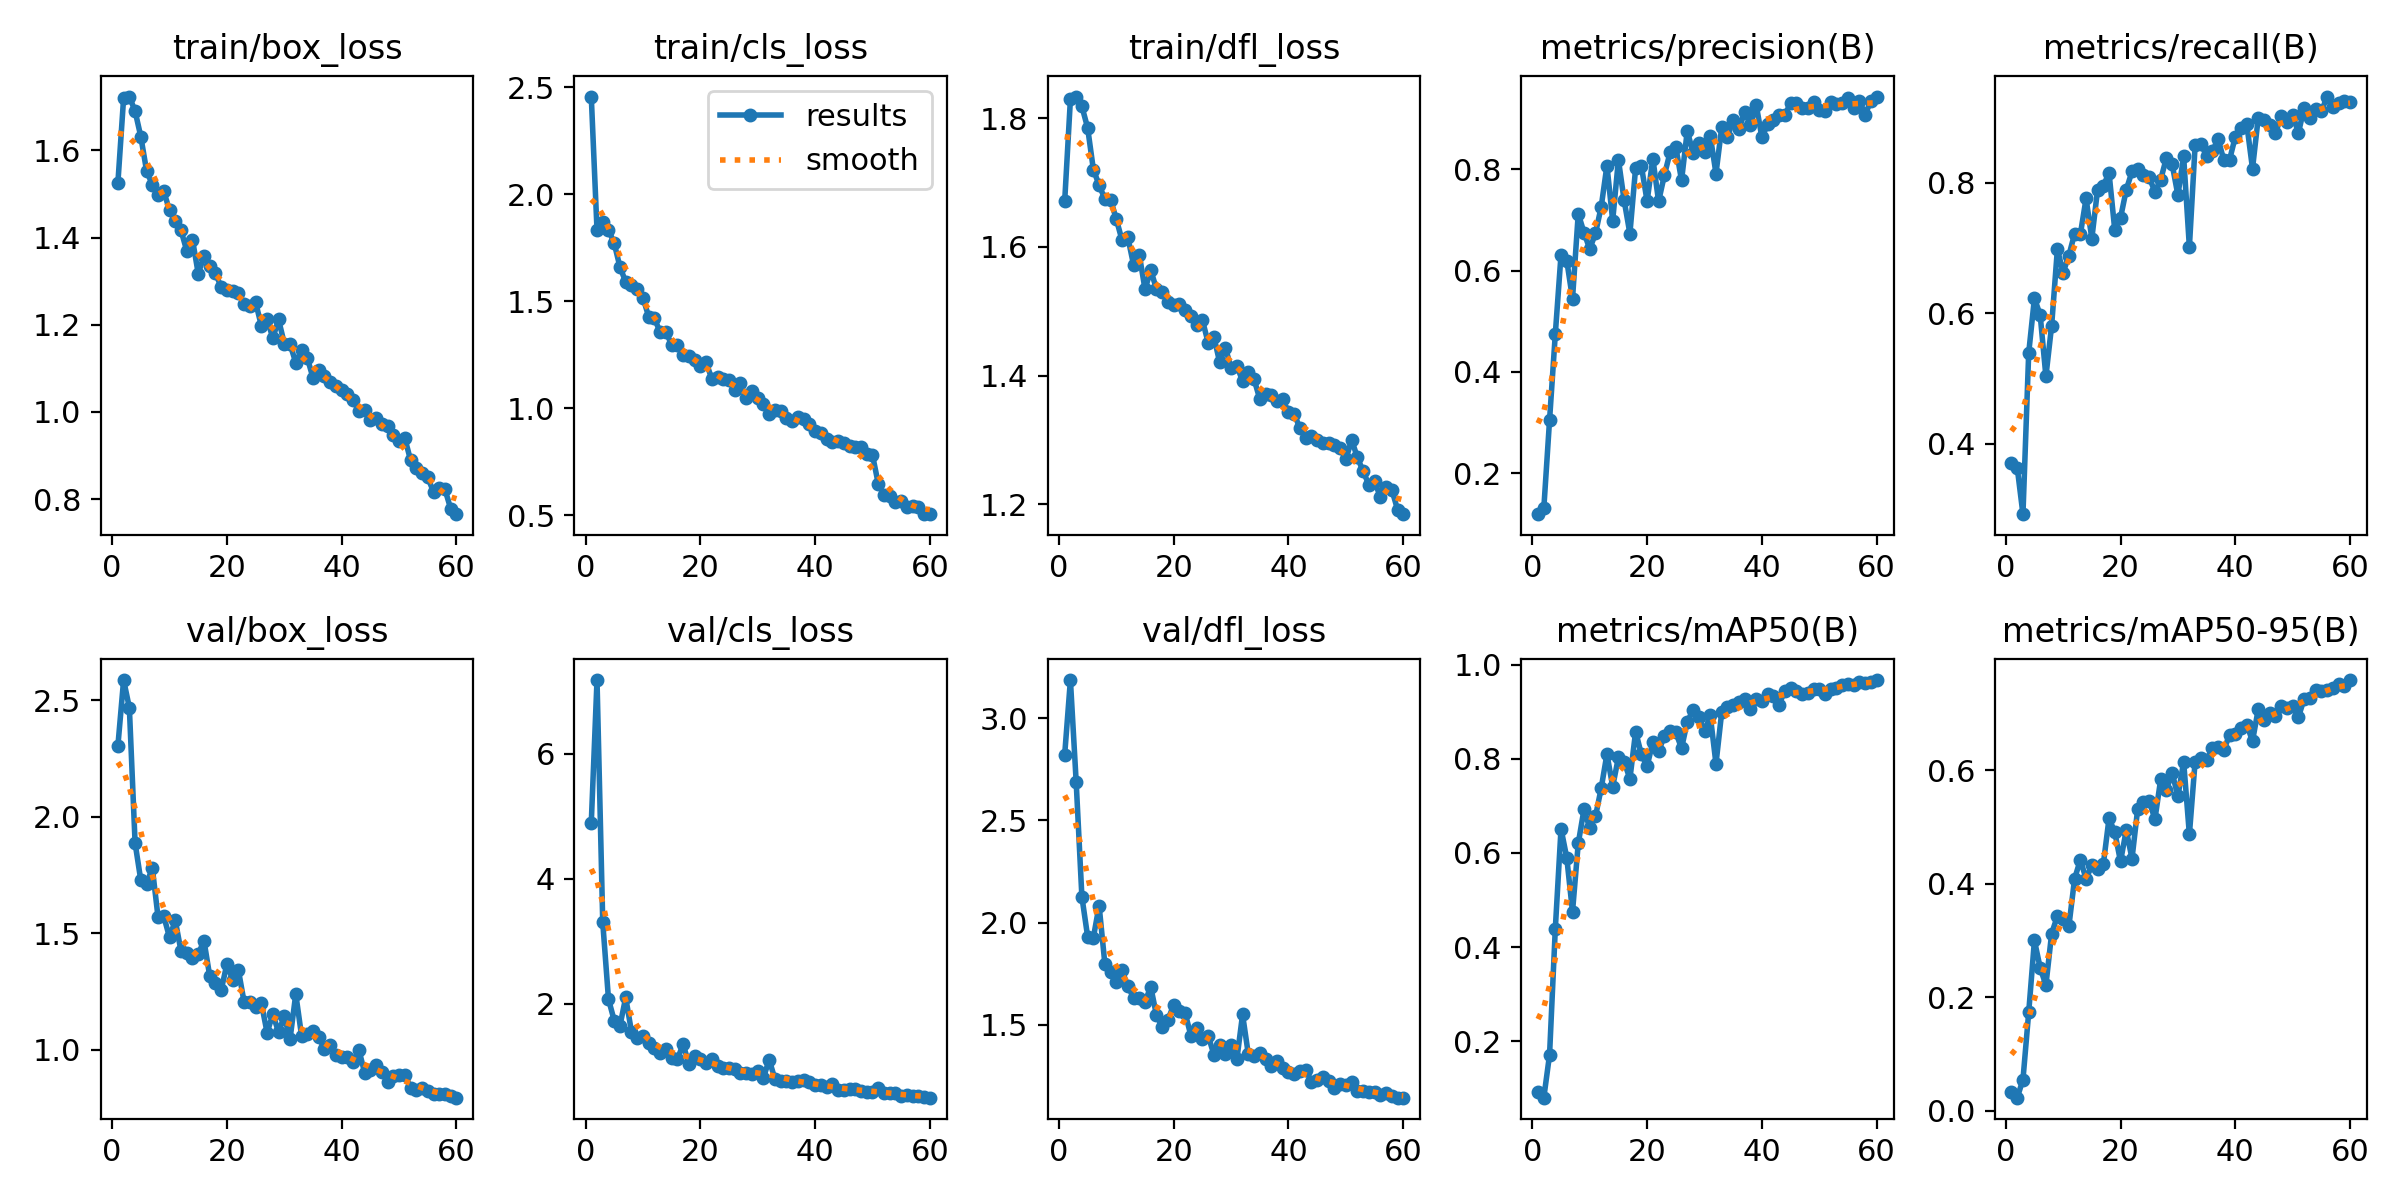 train/box_loss
1.6
1.4
1.2
1.0
0.8
0 20 40 60
train/cls_loss
2.5
2.0
1.5
1.0
0.5
0 20 40 60
results
smooth
train/dfl_loss
1.8
1.6
1.4
1.2
0 20 40 60
metrics/precision(B)
0.8
0.6
0.4
0.2
0 20 40 60
metrics/recall(B)
0.8
0.6
0.4
0 20 40 60
val/box_loss
2.5
2.0
1.5
1.0
0 20 40 60
val/cls_loss
6
4
2
0 20 40 60
val/dfl_loss
3.0
2.5
2.0
1.5
0 20 40 60
metrics/mAP50(B)
1.0
0.8
0.6
0.4
0.2
0 20 40 60
metrics/mAP50-95(B)
0.6
0.4
0.2
0.0
0 20 40 60